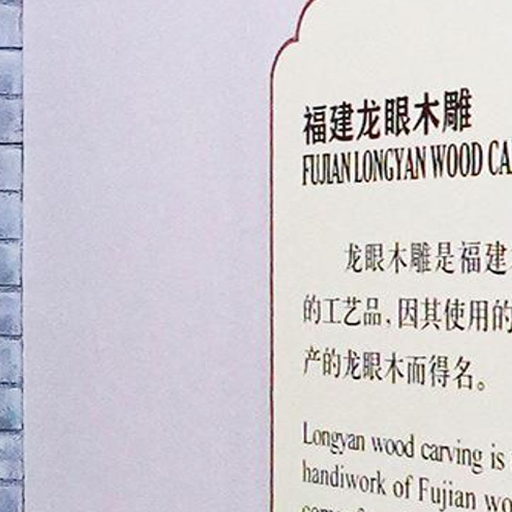 福建龙眼木雕
FUJIAN LONGYAN WOOD
龙眼木雕是福建
的工艺品，因其使用的
产的龙眼木而得名。
Longyan wood carving is
handiwork of Fujian